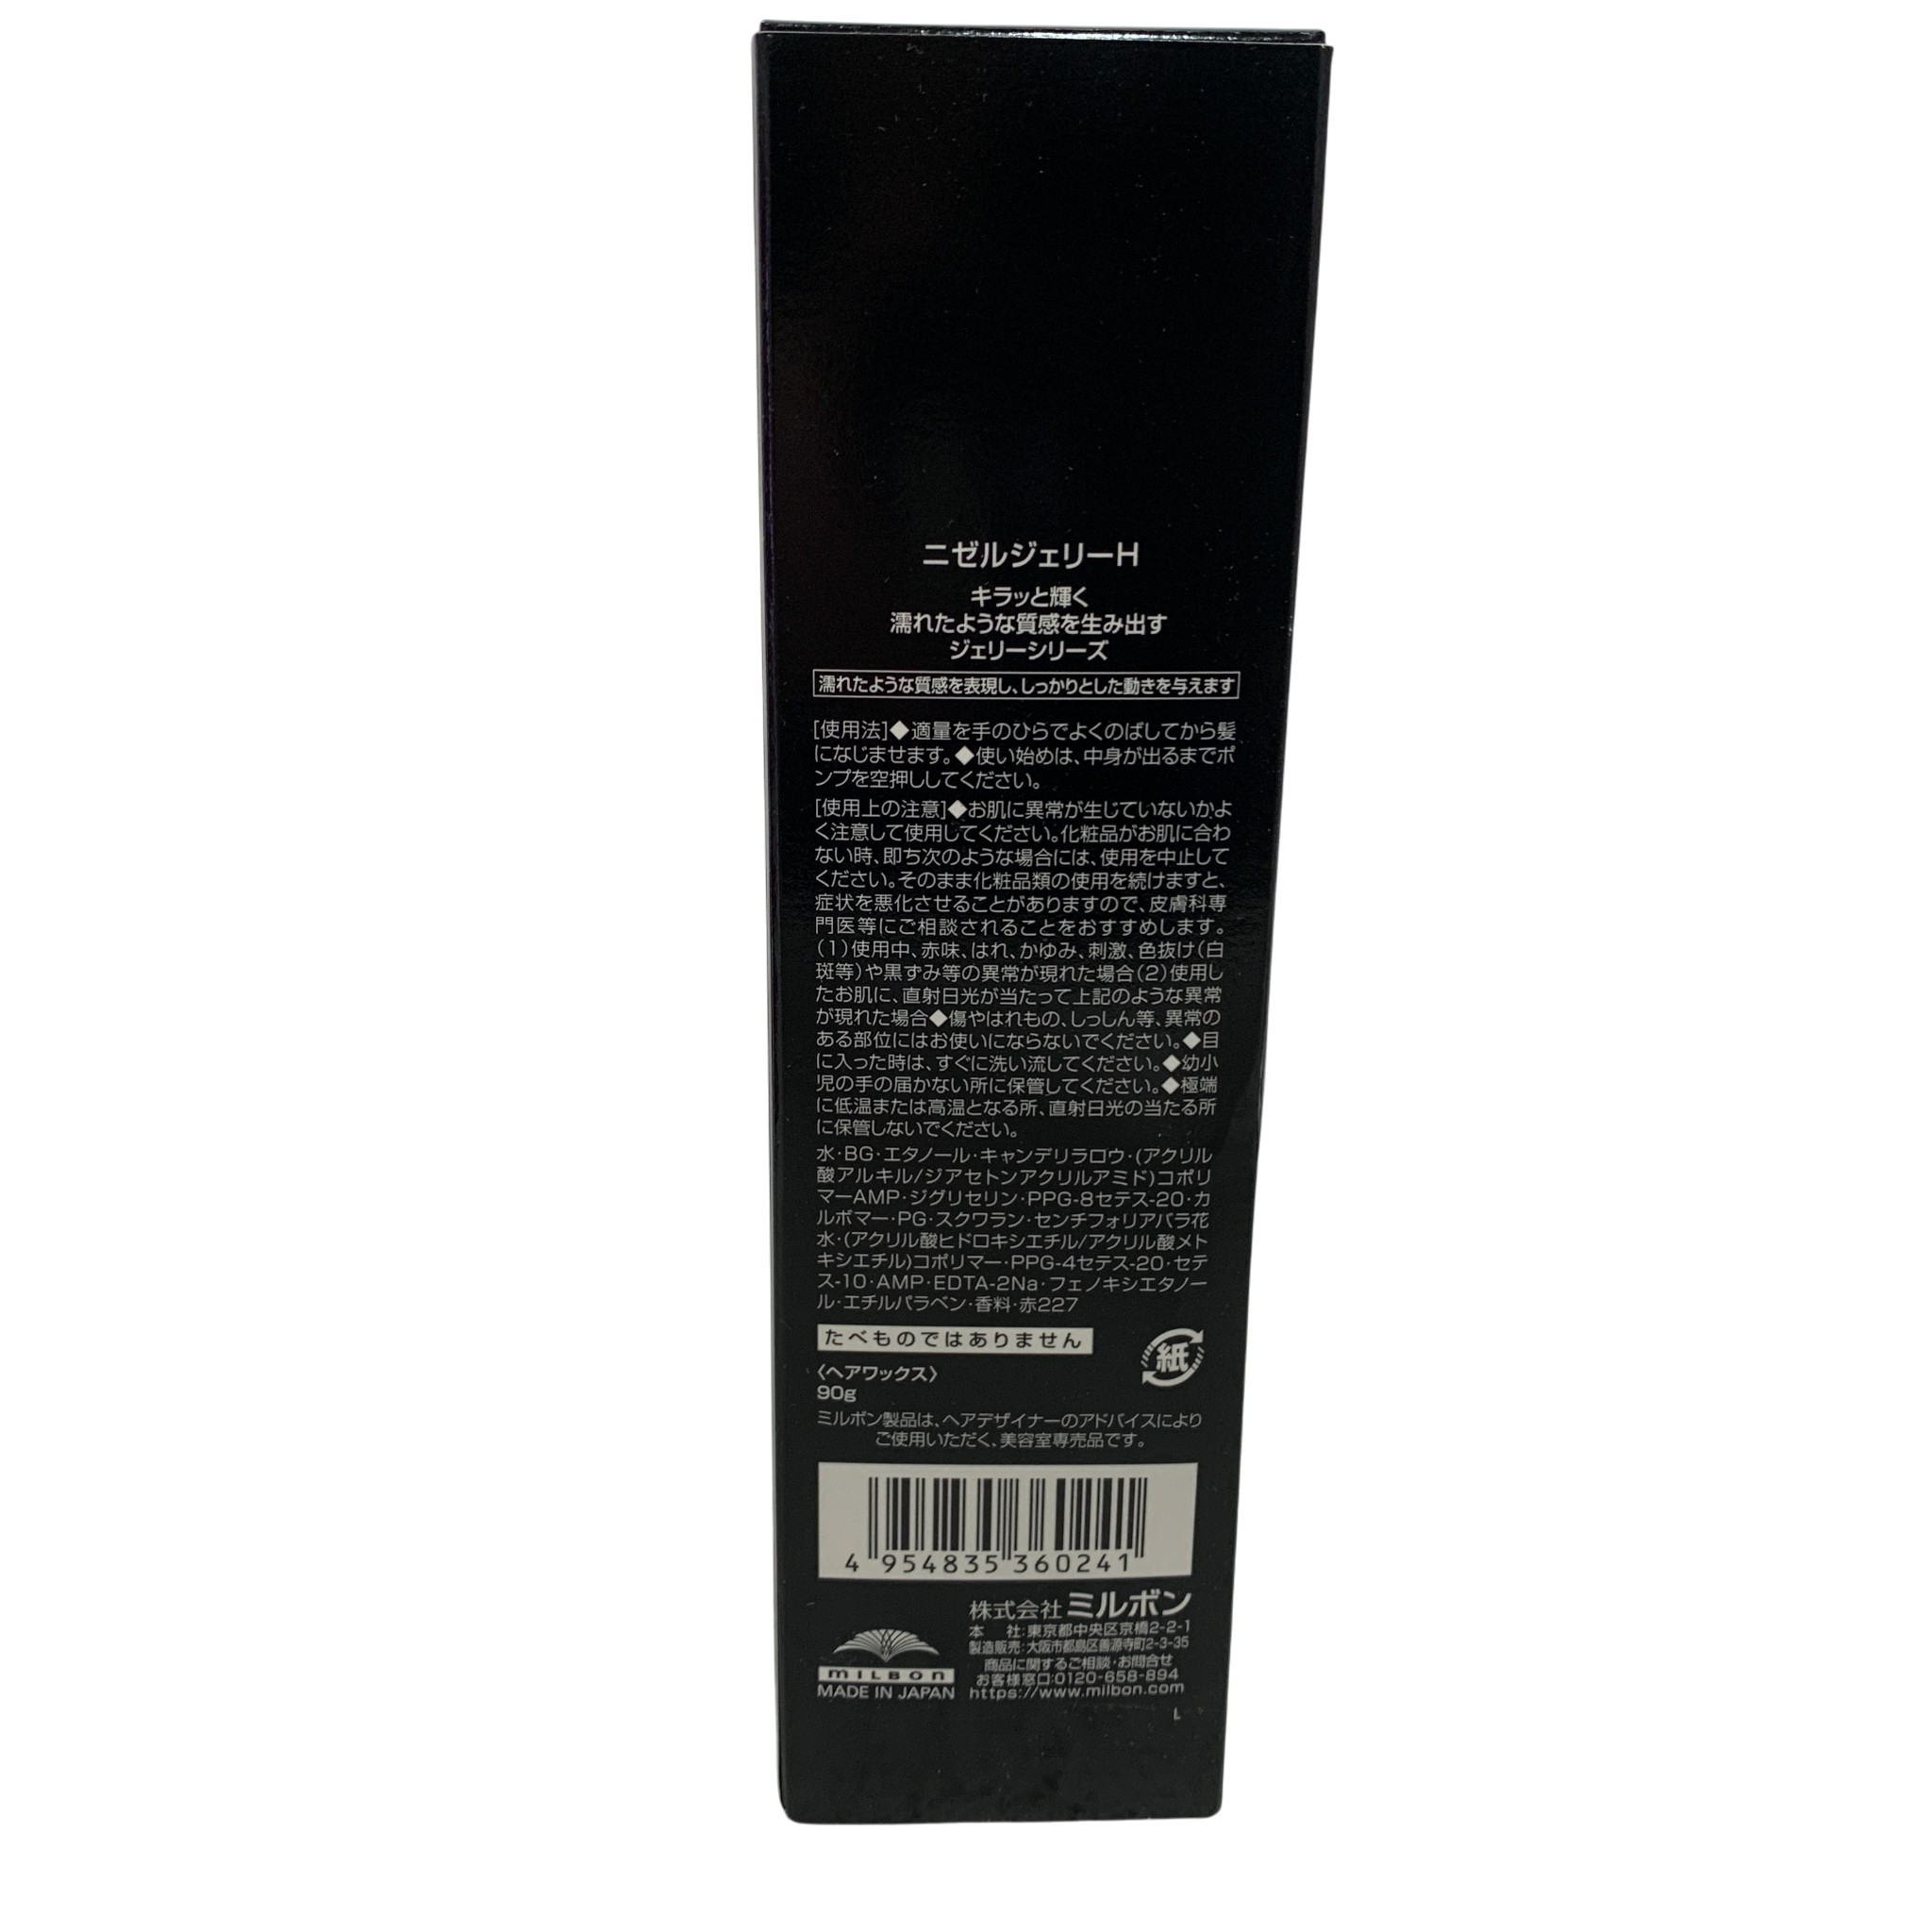 ニゼルジェリーH
キラッと輝く
濡れたような質感を生み出す
ジェリーシリーズ
濡れたような質感を表現し、しっかりとした動きを与えます
[使用法]◆適量を手のひらでよくのばしてから髪
になじませます。◆使い始めは、中身が出るまでポ
ンプを空押ししてください。
[使用上の注意]◆お肌に異常が生じていないかよ
く注意して使用してください。化粧品がお肌に合わ
ない時、即ち次のような場合には、使用を中止して
ください。そのまま化粧品類の使用を続けますと、
症状を悪化させることがありますので、皮膚科専
門医等にご相談されることをおすすめします。
(1)使用中、赤味、はれ、かゆみ、刺激、色抜け(白
斑等)や黒ずみ等の異常が現れた場合(2)使用し
たお肌に、直射日光が当たって上記のような異常
が現れた場合◆傷やはれもの、しっしん等、異常の
ある部位にはお使いにならないでください。◆目
に入った時は、すぐに洗い流してください。◆幼小
児の手の届かない所に保管してください。◆極端
に低温または高温となる所、直射日光の当たる所
に保管しないでください。
水・BG・エタノール・キャンデリラロウ・(アクリル
酸アルキル/ジアセトンアクリルアミド)コポリ
マーAMP・ジグリセリン・PPG-8セテス-20・カ
ルボマー・PG・スクワラン・センチフォリアバラ花
水・(アクリル酸ヒドロキシエチル/アクリル酸メト
キシエチル)コポリマー・PPG-4セテス-20・セテ
ス-10・AMP・EDTA-2Na・フェノキシエタノー
ル・エチルパラベン・香料・赤227
たべものではありません
紙
〈ヘアワックス〉
90g
ミルボン製品は、ヘアデザイナーのアドバイスにより
ご使用いただく、美容室専売品です。
4 954835 360241
株式会社ミルボン
本 社:東京都中央区京橋2-2-1
製造販売:大阪市都島区善源寺町2-3-35
商品に関するご相談・お問合せ
お客様窓口:0120-658-894
https://www.milbon.com
MILBON
MADE IN JAPAN
L